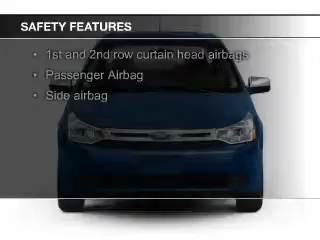 SAFETY FEATURES
• 1st and 2nd row curtain head airbags
• Passenger Airbag
• Side airbag